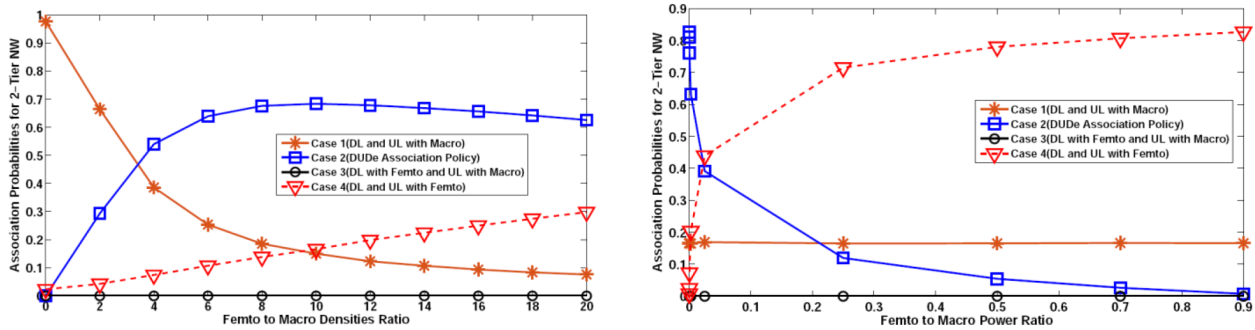 Association Probabilities for 2-Tier NW
1
0.9
0.8
0.7
0.6
0.5
0.4
0.3
0.2
0.1
0
Case 1(DL and UL with Macro)
Case 2(DUDe Association Policy)
Case 3(DL with Femto and UL with Macro)
Case 4(DL and UL with Femto)
0 2 4 6 8 10 12 14 16 18 20
Femto to Macro Densities Ratio
Association Probabilities for 2-Tier NW
0.9
0.8
0.7
0.6
0.5
0.4
0.3
0.2
0.1
0
Case 1(DL and UL with Macro)
Case 2(DUDe Association Policy)
Case 3(DL with Femto and UL with Macro)
Case 4(DL and UL with Femto)
0 0.1 0.2 0.3 0.4 0.5 0.6 0.7 0.8 0.9
Femto to Macro Power Ratio